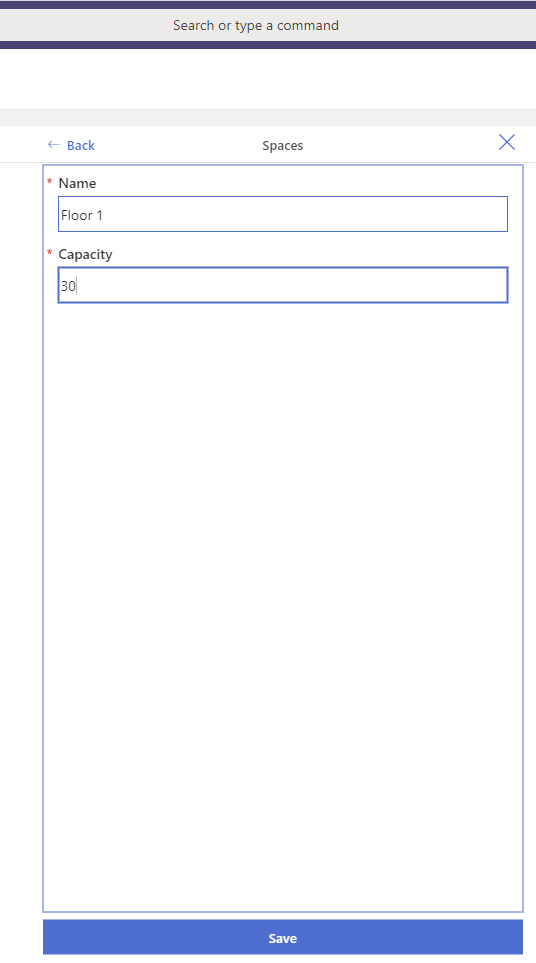 Search or type a command
← Back
Spaces
* Name
Floor 1
* Capacity
30
Save